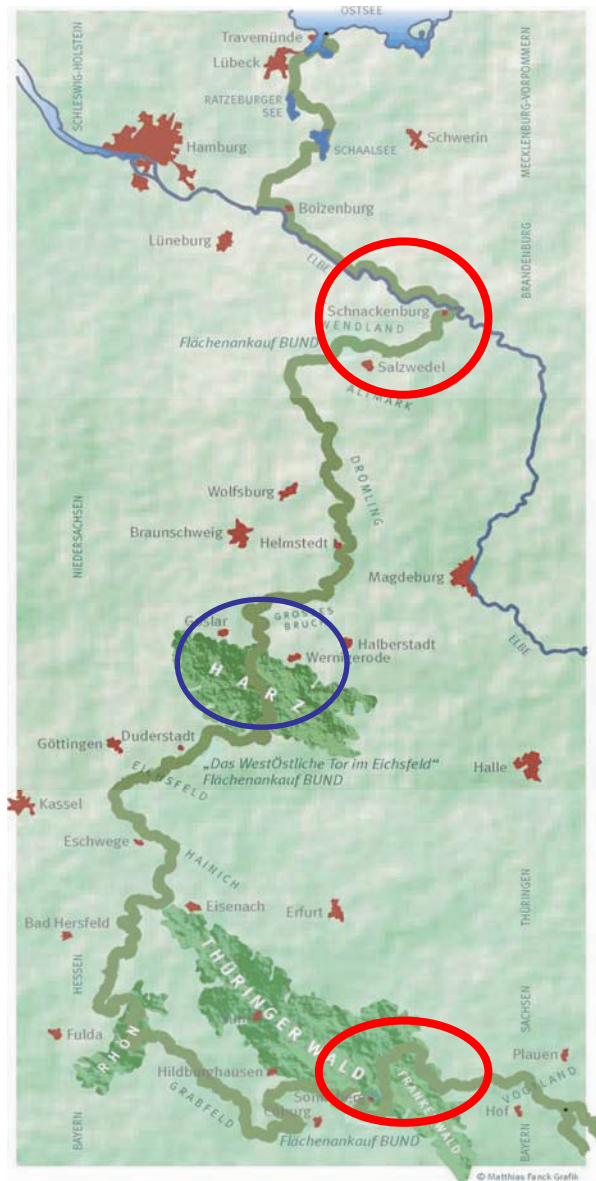 OSTSEE
Travemünde
Lübeck
SCHLESWIG-HOLSTEIN
MECKLENBURG-VORPOMMERN
RATZEBURGER
SEE
Schwerin
Hamburg
SCHAALSEE
Boizenburg
Lüneburg
ELBE
BRANDENBURG
Schnackenburg
WENDLAND
Flächenankauf BUND
Salzwedel
ALTMARK
DRÖMLING
Wolfsburg
Braunschweig
Helmstedt
NIEDERSACHSEN
Magdeburg
GROSSES
BRUCH
Goslar
Halberstadt
ELBE
Wernigerode
HARZ
Duderstadt
Göttingen
„Das WestÖstliche Tor im Eichsfeld“
Flächenankauf BUND
Halle
EICHSFELD
Kassel
Eschwege
HAINICH
THÜRINGEN
Eisenach
Erfurt
Bad Hersfeld
THÜRINGER WALD
HESSEN
SACHSEN
Fulda
RHÖN
Plauen
Hildburghausen
FRANKENWALD
VOGTLAND
GRABFELD
Coburg
Hof
BAYERN
Flächenankauf BUND
BAYERN
© Matthias Fanck Grafik